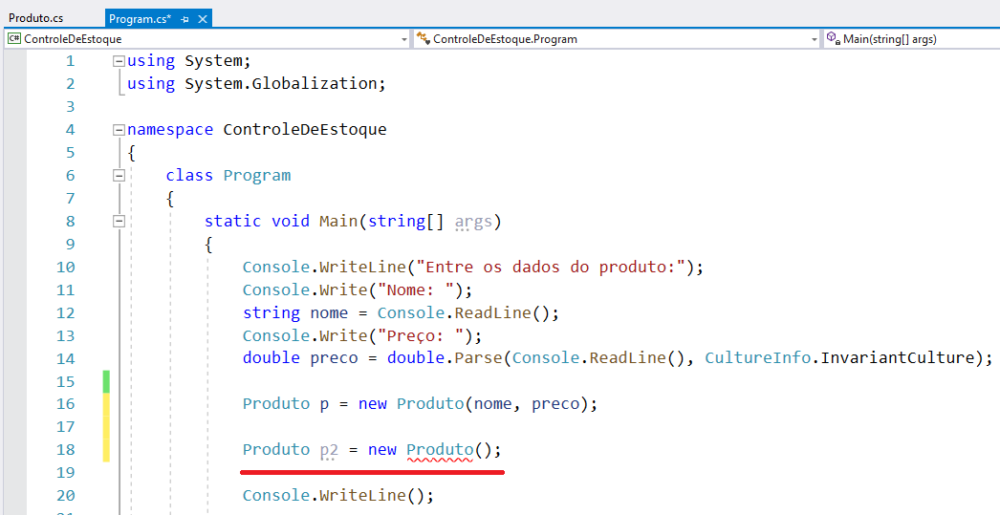 Produto.cs Program.cs*
C# ControleDeEstoque ControleDeEstoque.Program Main(string[] args)
1 using System;
2 using System.Globalization;
3
4 namespace ControleDeEstoque
5 {
6 class Program
7 {
8 static void Main(string[] args)
9 {
10 Console.WriteLine("Entre os dados do produto:");
11 Console.Write("Nome: ");
12 string nome = Console.ReadLine();
13 Console.Write("Preço: ");
14 double preco = double.Parse(Console.ReadLine(), CultureInfo.InvariantCulture);
15
16 Produto p = new Produto(nome, preco);
17
18 Produto p2 = new Produto();
19
20 Console.WriteLine();